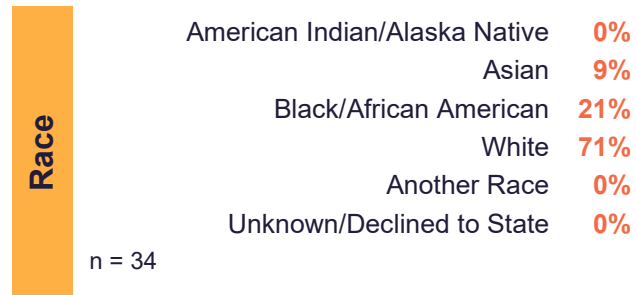 Race
American Indian/Alaska Native 0%
Asian 9%
Black/African American 21%
White 71%
Another Race 0%
Unknown/Declined to State 0%
n = 34